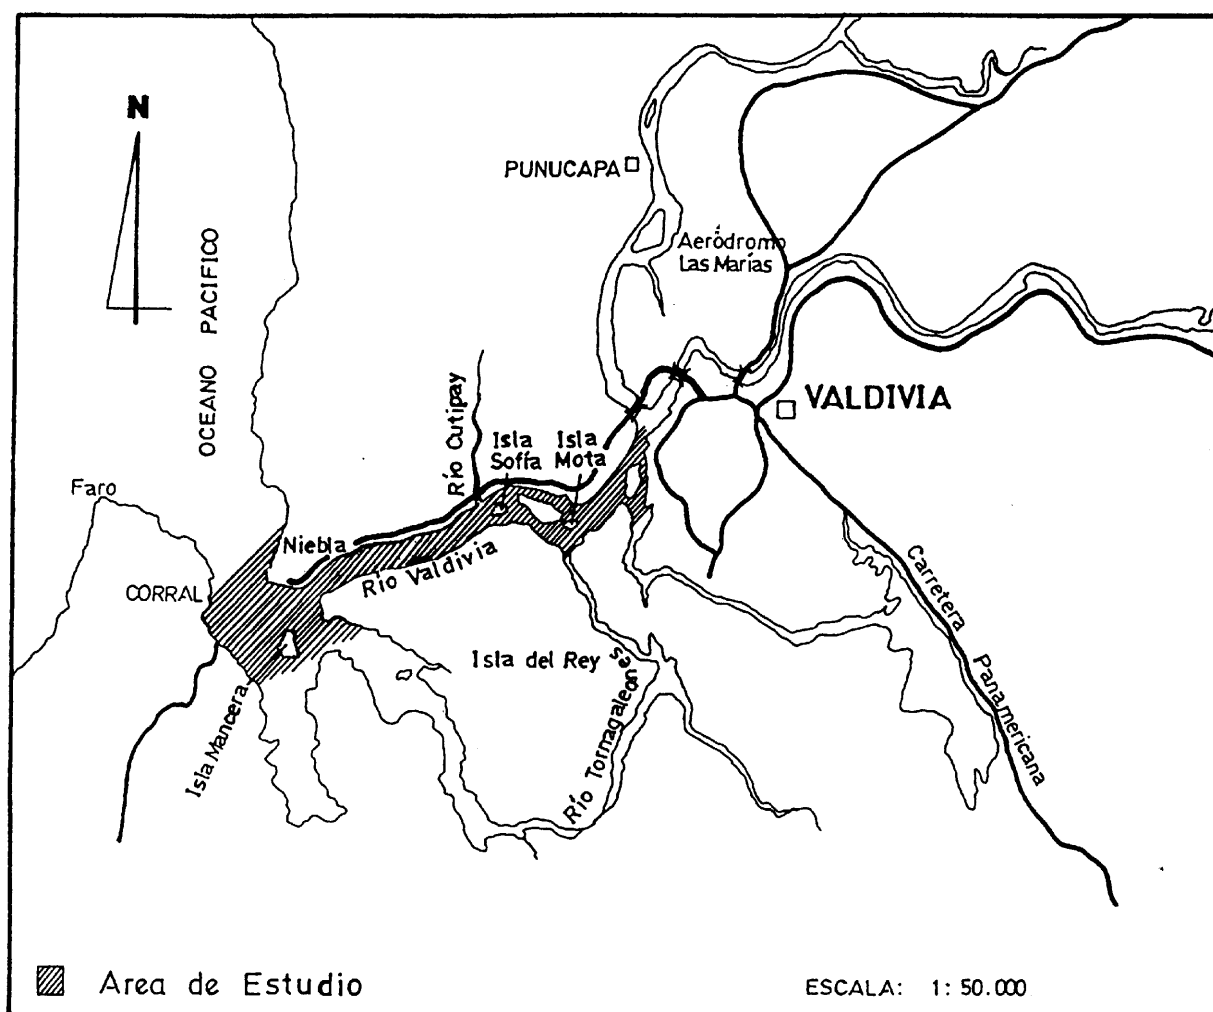 N
PUNUCAPA
Aeródromo
Las Marías
OCEANO PACIFICO
VALDIVIA
Río Cutipay
Isla
Sofía
Isla
Mota
Faro
Niebla
Río Valdivia
CORRAL
Isla del Rey
Isla Mancera
Río Tornagaleones
Carretera
Panamericana
Area de Estudio
ESCALA: 1: 50.000